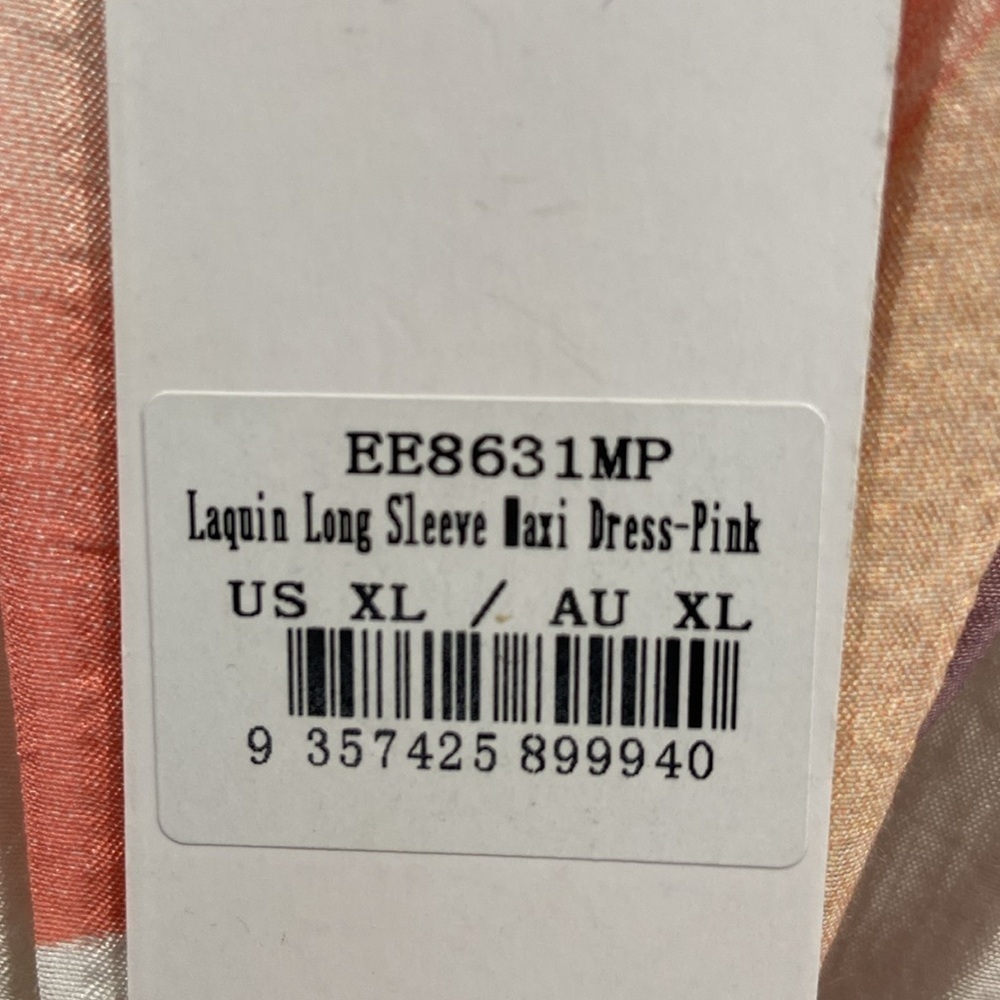 EE8631MP
Laquin Long Sleeve Maxi Dress-Pink
US XL / AU XL
9 357425 899940